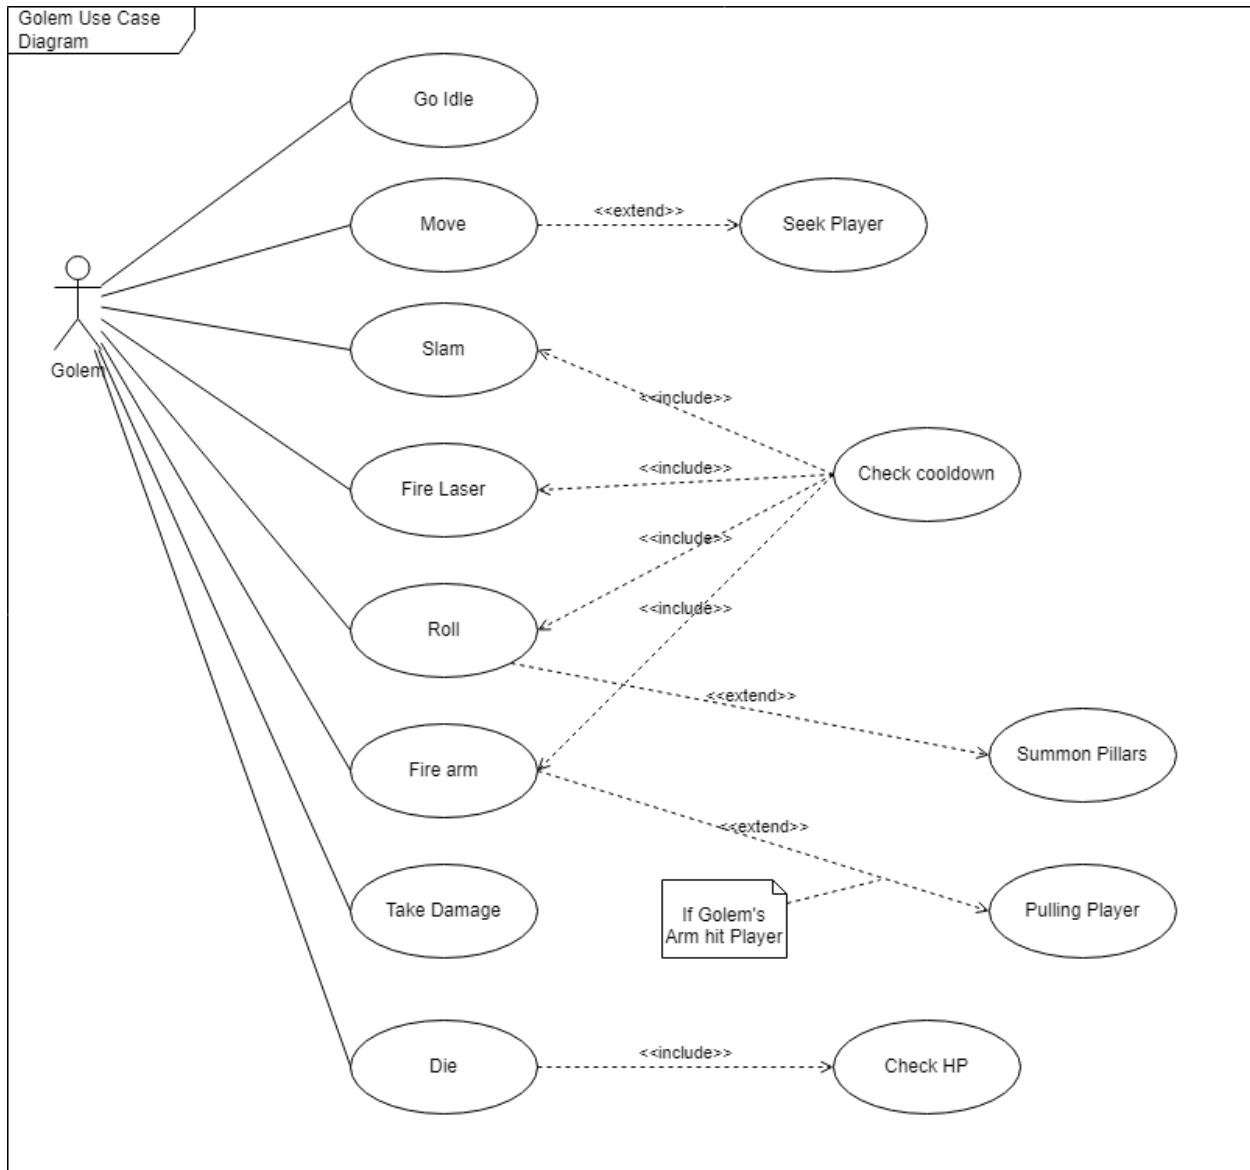 Golem Use Case
Diagram
Go Idle
Move
<<extend>>
Seek Player
Golem
Slam
<<include>>
Fire Laser
<<include>>
Check cooldown
<<include>>
Roll
<<include>>
<<extend>>
Fire arm
Summon Pillars
<<extend>>
Take Damage
If Golem's
Arm hit Player
Pulling Player
Die
<<include>>
Check HP